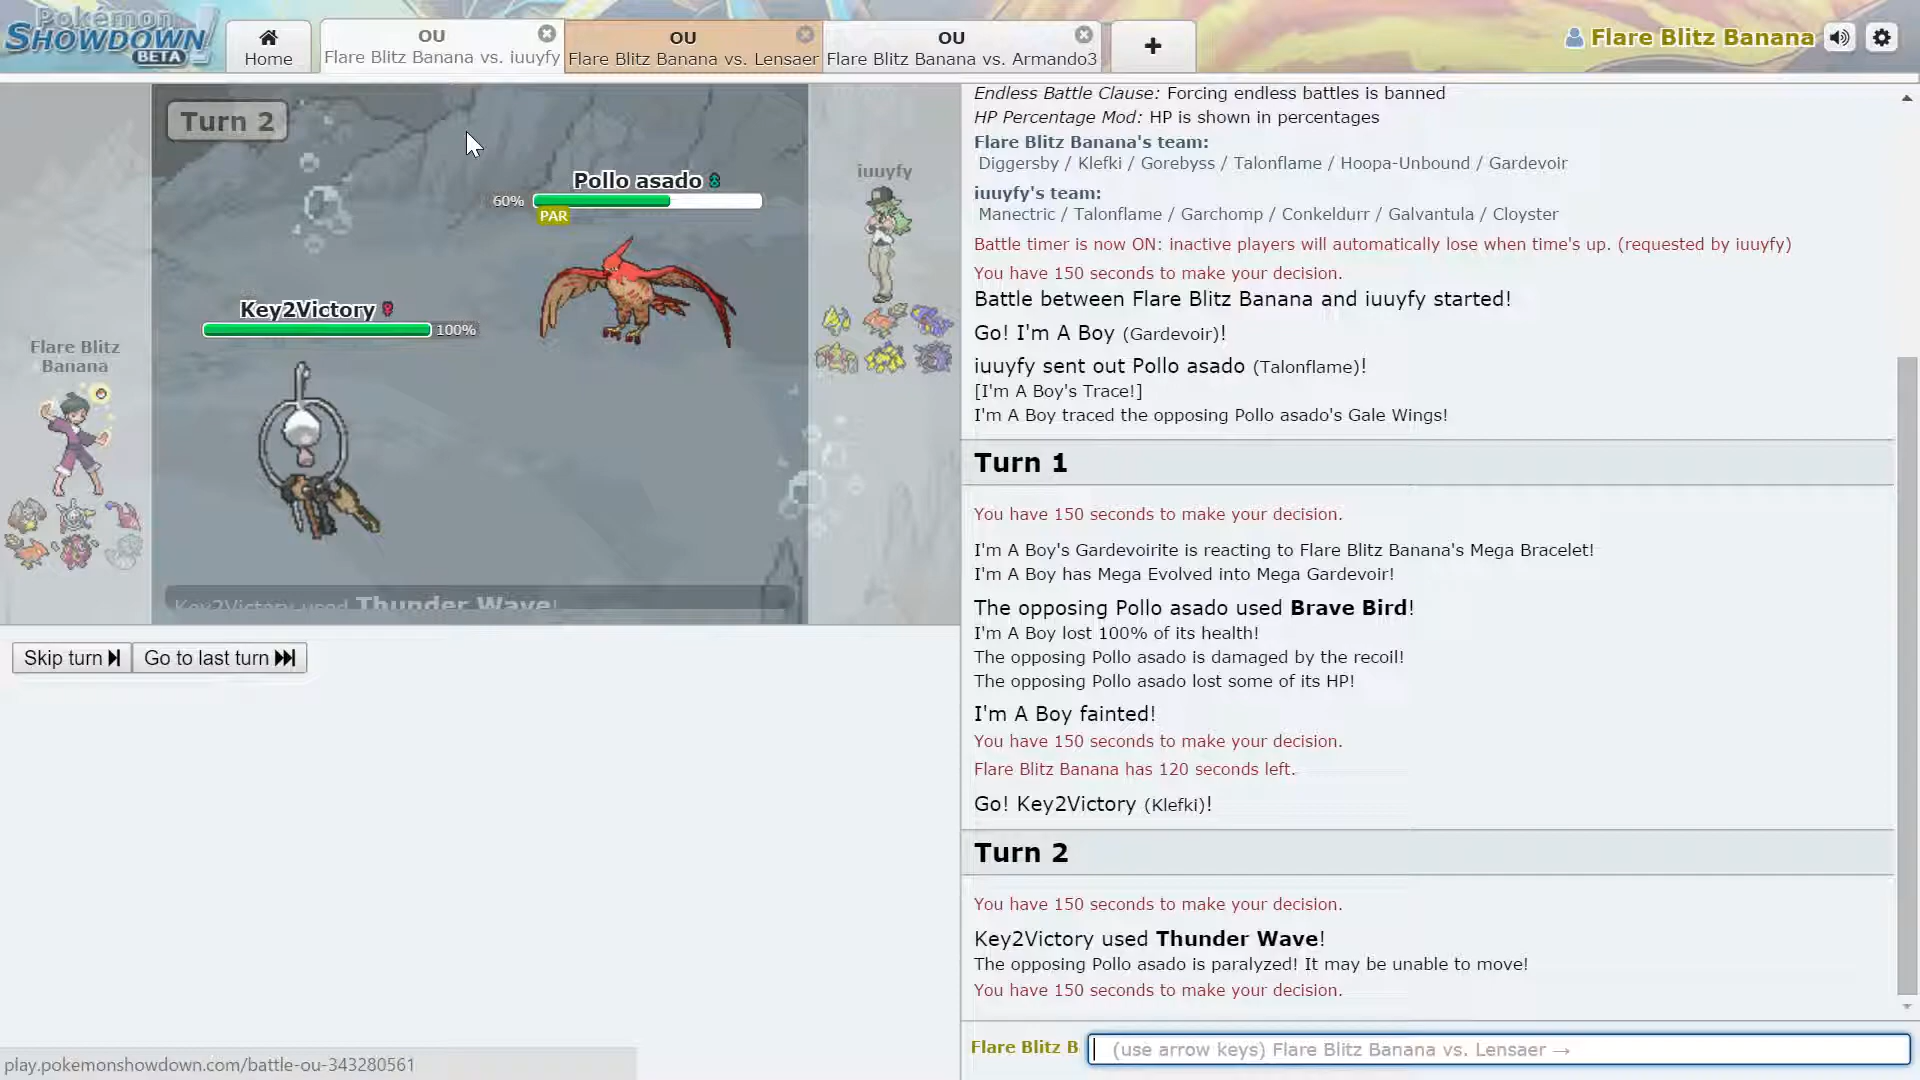 Pokémon
SHOWDOWN!
BETA
Home
OU
Flare Blitz Banana vs. iuuyfy
OU
Flare Blitz Banana vs. Lensaer
OU
Flare Blitz Banana vs. Armando3
+
Flare Blitz Banana
Turn 2
Pollo asado
60%
PAR
Key2Victory
100%
Flare Blitz
Banana
iuuyfy
Key2Victory used Thunder Wave!
Skip turn
Go to last turn
Endless Battle Clause: Forcing endless battles is banned
HP Percentage Mod: HP is shown in percentages
Flare Blitz Banana's team:
Diggersby / Klefki / Gorebyss / Talonflame / Hoopa-Unbound / Gardevoir
iuuyfy's team:
Manectric / Talonflame / Garchomp / Conkeldurr / Galvantula / Cloyster
Battle timer is now ON: inactive players will automatically lose when time's up. (requested by iuuyfy)
You have 150 seconds to make your decision.
Battle between Flare Blitz Banana and iuuyfy started!
Go! I'm A Boy (Gardevoir)!
iuuyfy sent out Pollo asado (Talonflame)!
[I'm A Boy's Trace!]
I'm A Boy traced the opposing Pollo asado's Gale Wings!
Turn 1
You have 150 seconds to make your decision.
I'm A Boy's Gardevoirite is reacting to Flare Blitz Banana's Mega Bracelet!
I'm A Boy has Mega Evolved into Mega Gardevoir!
The opposing Pollo asado used Brave Bird!
I'm A Boy lost 100% of its health!
The opposing Pollo asado is damaged by the recoil!
The opposing Pollo asado lost some of its HP!
I'm A Boy fainted!
You have 150 seconds to make your decision.
Flare Blitz Banana has 120 seconds left.
Go! Key2Victory (Klefki)!
Turn 2
You have 150 seconds to make your decision.
Key2Victory used Thunder Wave!
The opposing Pollo asado is paralyzed! It may be unable to move!
You have 150 seconds to make your decision.
Flare Blitz B
(use arrow keys) Flare Blitz Banana vs. Lensaer →
play.pokemonshowdown.com/battle-ou-343280561